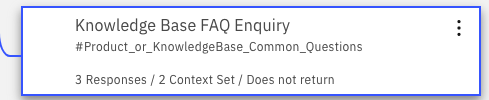 Knowledge Base FAQ Enquiry
#Product_or_KnowledgeBase_Common_Questions
3 Responses / 2 Context Set / Does not return